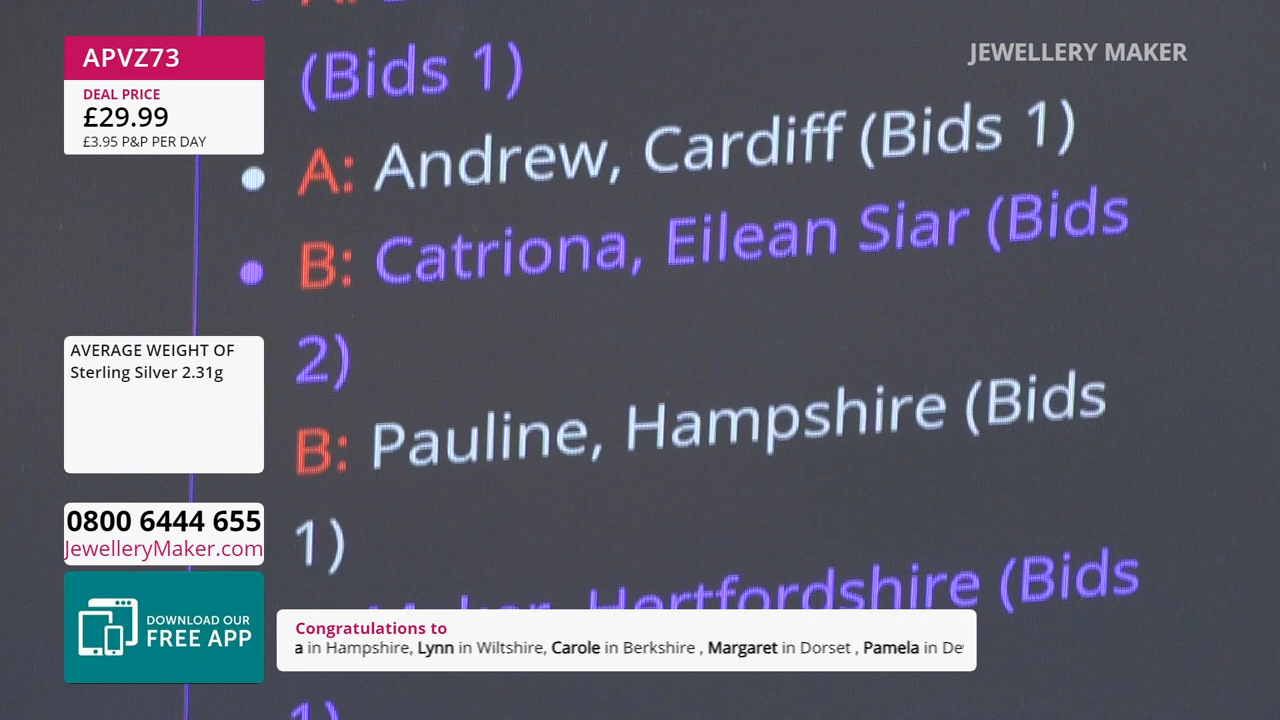 APVZ73
DEAL PRICE
£29.99
£3.95 P&P PER DAY
JEWELLERY MAKER
(Bids 1)
A: Andrew, Cardiff (Bids 1)
B: Catriona, Eilean Siar (Bids
2)
B: Pauline, Hampshire (Bids
1)
Hertfordshire (Bids
1)
AVERAGE WEIGHT OF
Sterling Silver 2.31g
0800 6444 655
JewelleryMaker.com
DOWNLOAD OUR
FREE APP
Congratulations to
a in Hampshire, Lynn in Wiltshire, Carole in Berkshire , Margaret in Dorset , Pamela in De